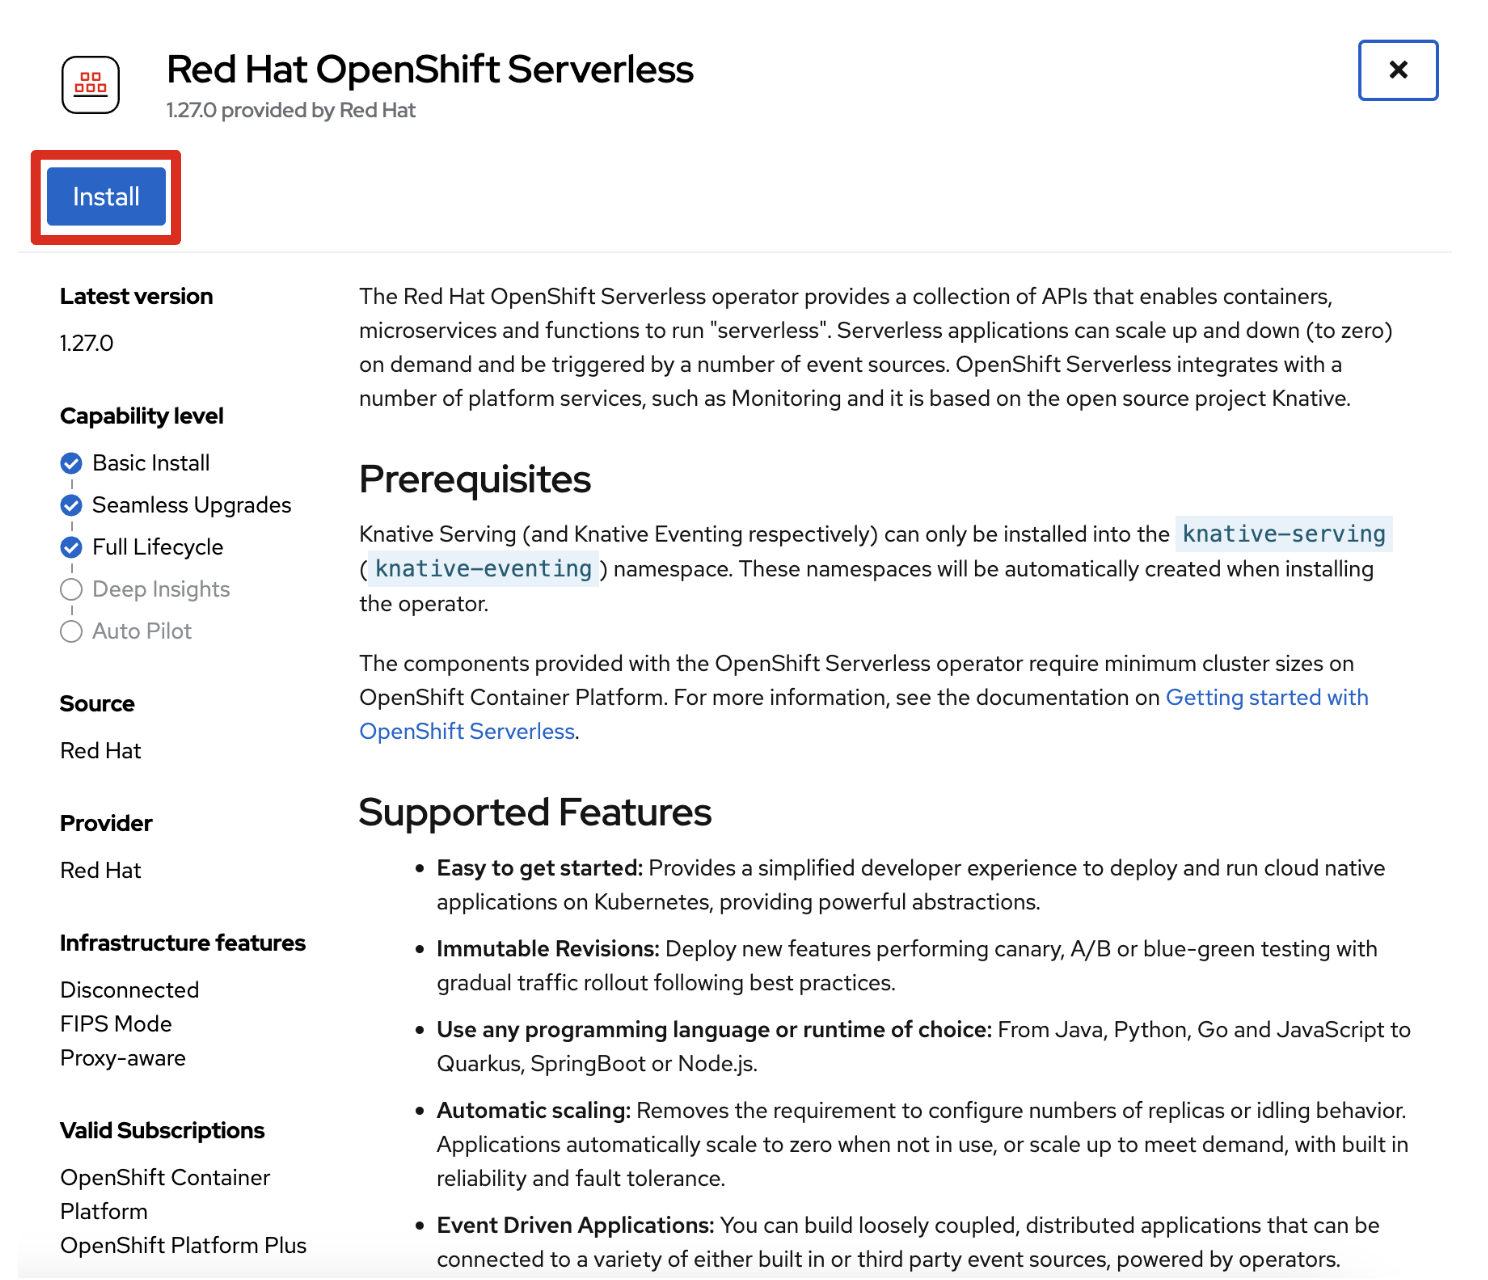 Red Hat OpenShift Serverless
1.27.0 provided by Red Hat
Install
Latest version
1.27.0
Capability level
Basic Install
Seamless Upgrades
Full Lifecycle
Deep Insights
Auto Pilot
Source
Red Hat
Provider
Red Hat
Infrastructure features
Disconnected
FIPS Mode
Proxy-aware
Valid Subscriptions
OpenShift Container
Platform
OpenShift Platform Plus
The Red Hat OpenShift Serverless operator provides a collection of APIs that enables containers,
microservices and functions to run "serverless". Serverless applications can scale up and down (to zero)
on demand and be triggered by a number of event sources. OpenShift Serverless integrates with a
number of platform services, such as Monitoring and it is based on the open source project Knative.
Prerequisites
Knative Serving (and Knative Eventing respectively) can only be installed into the knative-serving
(knative-eventing) namespace. These namespaces will be automatically created when installing
the operator.
The components provided with the OpenShift Serverless operator require minimum cluster sizes on
OpenShift Container Platform. For more information, see the documentation on Getting started with
OpenShift Serverless.
Supported Features
• Easy to get started: Provides a simplified developer experience to deploy and run cloud native
applications on Kubernetes, providing powerful abstractions.
• Immutable Revisions: Deploy new features performing canary, A/B or blue-green testing with
gradual traffic rollout following best practices.
• Use any programming language or runtime of choice: From Java, Python, Go and JavaScript to
Quarkus, SpringBoot or Node.js.
• Automatic scaling: Removes the requirement to configure numbers of replicas or idling behavior.
Applications automatically scale to zero when not in use, or scale up to meet demand, with built in
reliability and fault tolerance.
• Event Driven Applications: You can build loosely coupled, distributed applications that can be
connected to a variety of either built in or third party event sources, powered by operators.